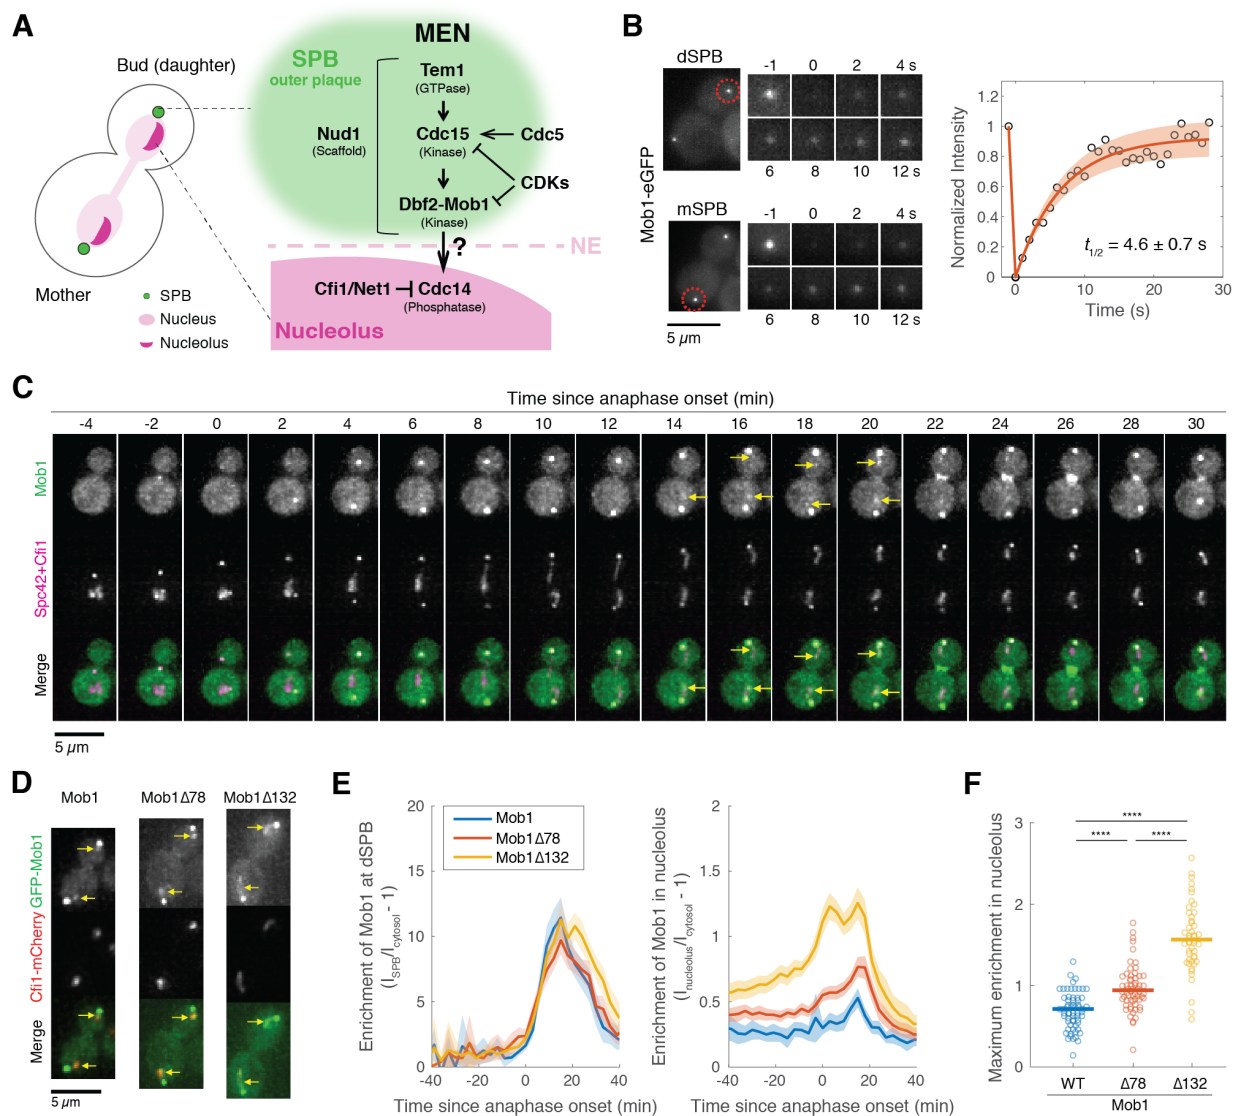 A
Bud (daughter)
Mother
SPB
Nucleus
Nucleolus
MEN
SPB
outer plaque
Tem1
(GTPase)
Nud1
(Scaffold)
Cdc15
(Kinase)
Cdc5
CDKs
Dbf2-Mob1
(Kinase)
?
NE
Cfi1/Net1
Cdc14
(Phosphatase)
Nucleolus
B
Mob1-eGFP
dSPB
-1 0 2 4 s
6 8 10 12 s
mSPB
-1 0 2 4 s
6 8 10 12 s
5 µm
Normalized Intensity
1.2
1
0.8
0.6
0.4
0.2
0
t1/2 = 4.6 ± 0.7 s
0 10 20 30
Time (s)
C
Time since anaphase onset (min)
-4 -2 0 2 4 6 8 10 12 14 16 18 20 22 24 26 28 30
Mob1
Spc42+Cfi1
Merge
5 µm
D
Mob1 Mob1Δ78 Mob1Δ132
GFP-Mob1
Cfi1-mCherry
Merge
5 µm
E
Enrichment of Mob1 at dSPB
(ISPB/Icytosol - 1)
20
15
10
5
0
Mob1
Mob1Δ78
Mob1Δ132
-40 -20 0 20 40
Time since anaphase onset (min)
Enrichment of Mob1 in nucleolus
(Inucleolus/Icytosol - 1)
2
1.5
1
0.5
0
-40 -20 0 20 40
Time since anaphase onset (min)
F
Maximum enrichment in nucleolus
3
2
1
0
****
**** ****
WT Δ78 Δ132
Mob1